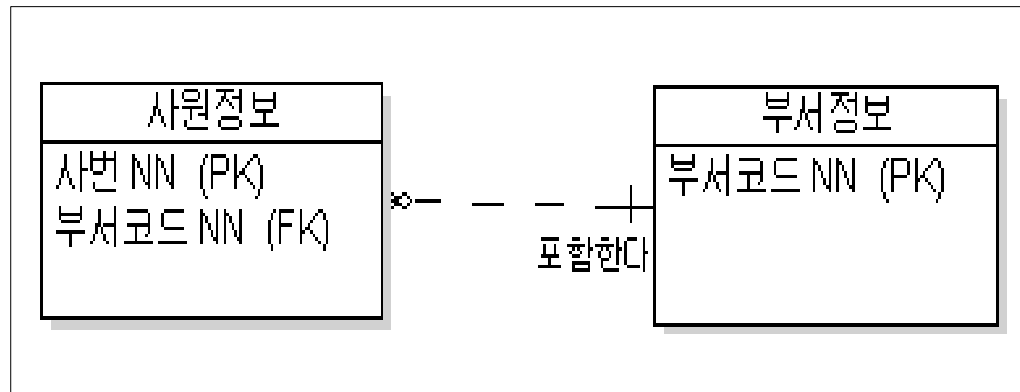 사원정보
사번 NN (PK)
부서코드 NN (FK)
포함한다
부서정보
부서코드 NN (PK)